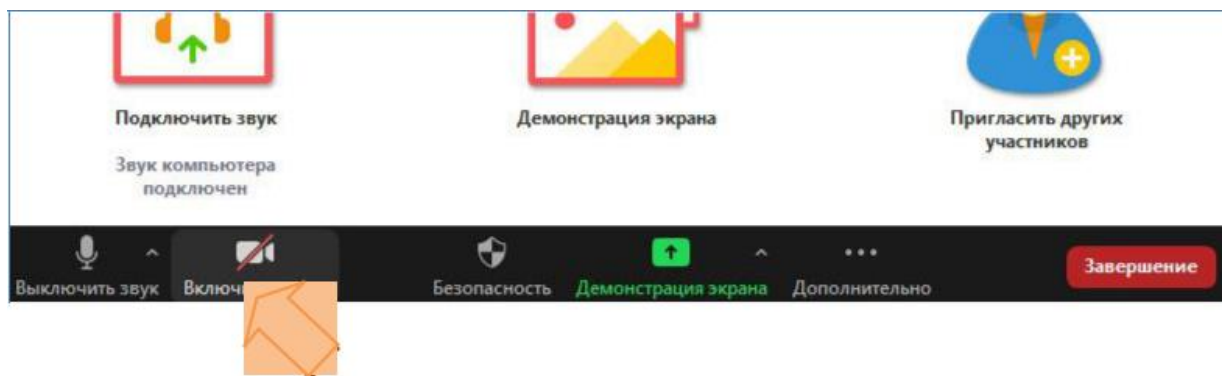 Подключить звук
Демонстрация экрана
Пригласить других
участников
Звук компьютера
подключен
Выключить звук
Безопасность
Демонстрация экрана
Дополнительно
Завершение